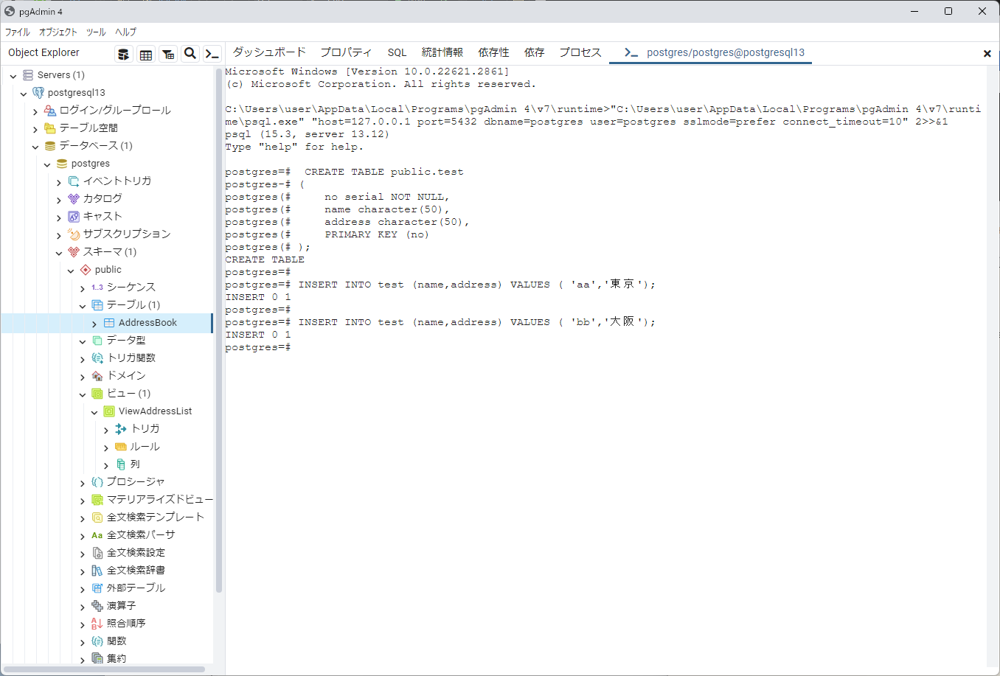 pgAdmin 4
ファイル オブジェクト ツール ヘルプ
Object Explorer
ダッシュボード プロパティ SQL 統計情報 依存性 依存 プロセス postgres/postgres@postgresql13
Servers (1)
postgresql13
ログイン/グループロール
テーブル空間
データベース (1)
postgres
イベントトリガ
カタログ
キャスト
サブスクリプション
スキーマ (1)
public
1..3 シーケンス
テーブル (1)
AddressBook
データ型
トリガ関数
ドメイン
ビュー (1)
ViewAddressList
トリガ
ルール
列
プロシージャ
マテリアライズドビュー
全文検索テンプレート
Aa 全文検索パーサ
全文検索設定
全文検索辞書
外部テーブル
演算子
照合順序
関数
集約
Microsoft Windows [Version 10.0.22621.2861]
(c) Microsoft Corporation. All rights reserved.
C:\Users\user\AppData\Local\Programs\pgAdmin 4\v7\runtime>"C:\Users\user\AppData\Local\Programs\pgAdmin 4\v7\runti
me\psql.exe" "host=127.0.0.1 port=5432 dbname=postgres user=postgres sslmode=prefer connect_timeout=10" 2>>&1
psql (15.3, server 13.12)
Type "help" for help.
postgres=#  CREATE TABLE public.test
postgres-# (
postgres(#     no serial NOT NULL,
postgres(#     name character(50),
postgres(#     address character(50),
postgres(#     PRIMARY KEY (no)
postgres(# );
CREATE TABLE
postgres=#
postgres=# INSERT INTO test (name,address) VALUES ( 'aa','東京');
INSERT 0 1
postgres=#
postgres=# INSERT INTO test (name,address) VALUES ( 'bb','大阪');
INSERT 0 1
postgres=#